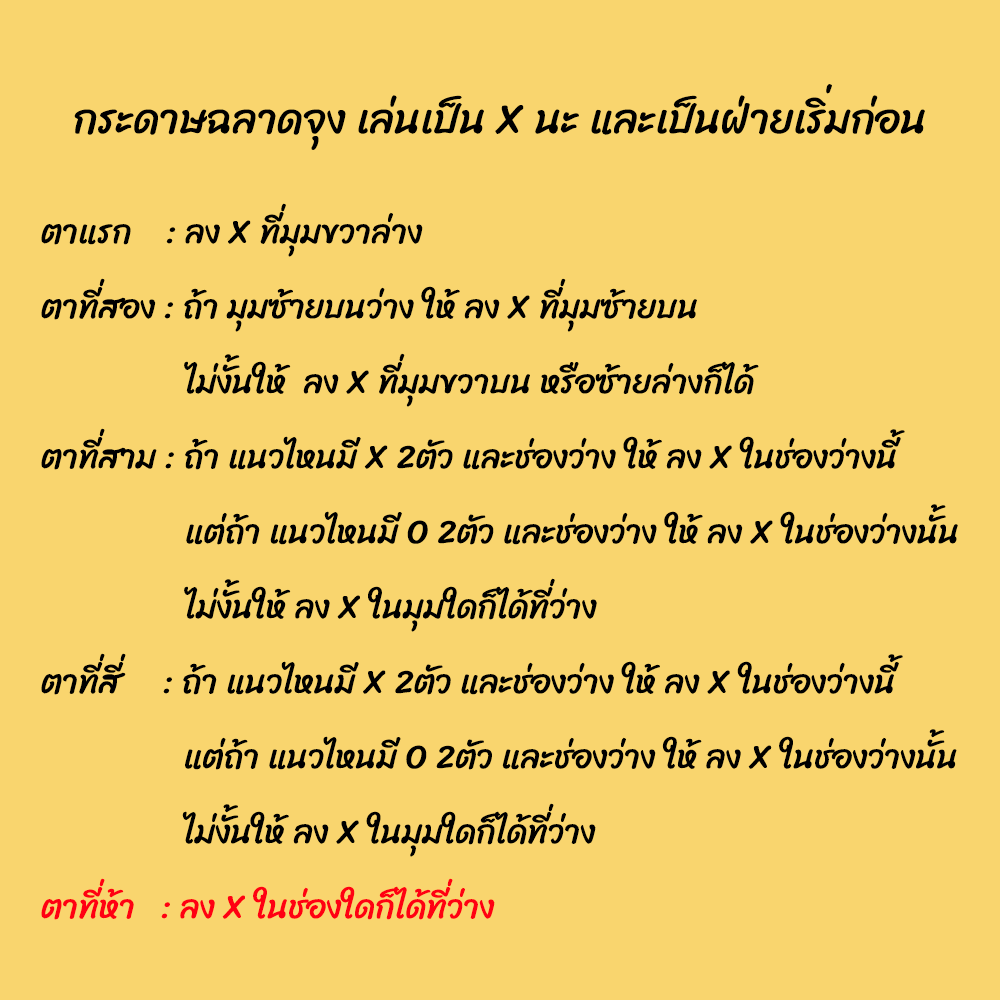 กระดาษฉลาดจุง เล่นเป็น X นะ และเป็นฝ่ายเริ่มก่อน
ตาแรก : ลง X ที่มุมขวาล่าง
ตาที่สอง : ถ้า มุมซ้ายบนว่าง ให้ ลง X ที่มุมซ้ายบน
ไม่งั้นให้ ลง X ที่มุมขวาบน หรือซ้ายล่างก็ได้
ตาที่สาม : ถ้า แนวไหนมี X 2ตัว และช่องว่าง ให้ ลง X ในช่องว่างนี้
แต่ถ้า แนวไหนมี O 2ตัว และช่องว่าง ให้ ลง X ในช่องว่างนั้น
ไม่งั้นให้ ลง X ในมุมใดก็ได้ที่ว่าง
ตาที่สี่ : ถ้า แนวไหนมี X 2ตัว และช่องว่าง ให้ ลง X ในช่องว่างนี้
แต่ถ้า แนวไหนมี O 2ตัว และช่องว่าง ให้ ลง X ในช่องว่างนั้น
ไม่งั้นให้ ลง X ในมุมใดก็ได้ที่ว่าง
ตาที่ห้า : ลง X ในช่องใดก็ได้ที่ว่าง